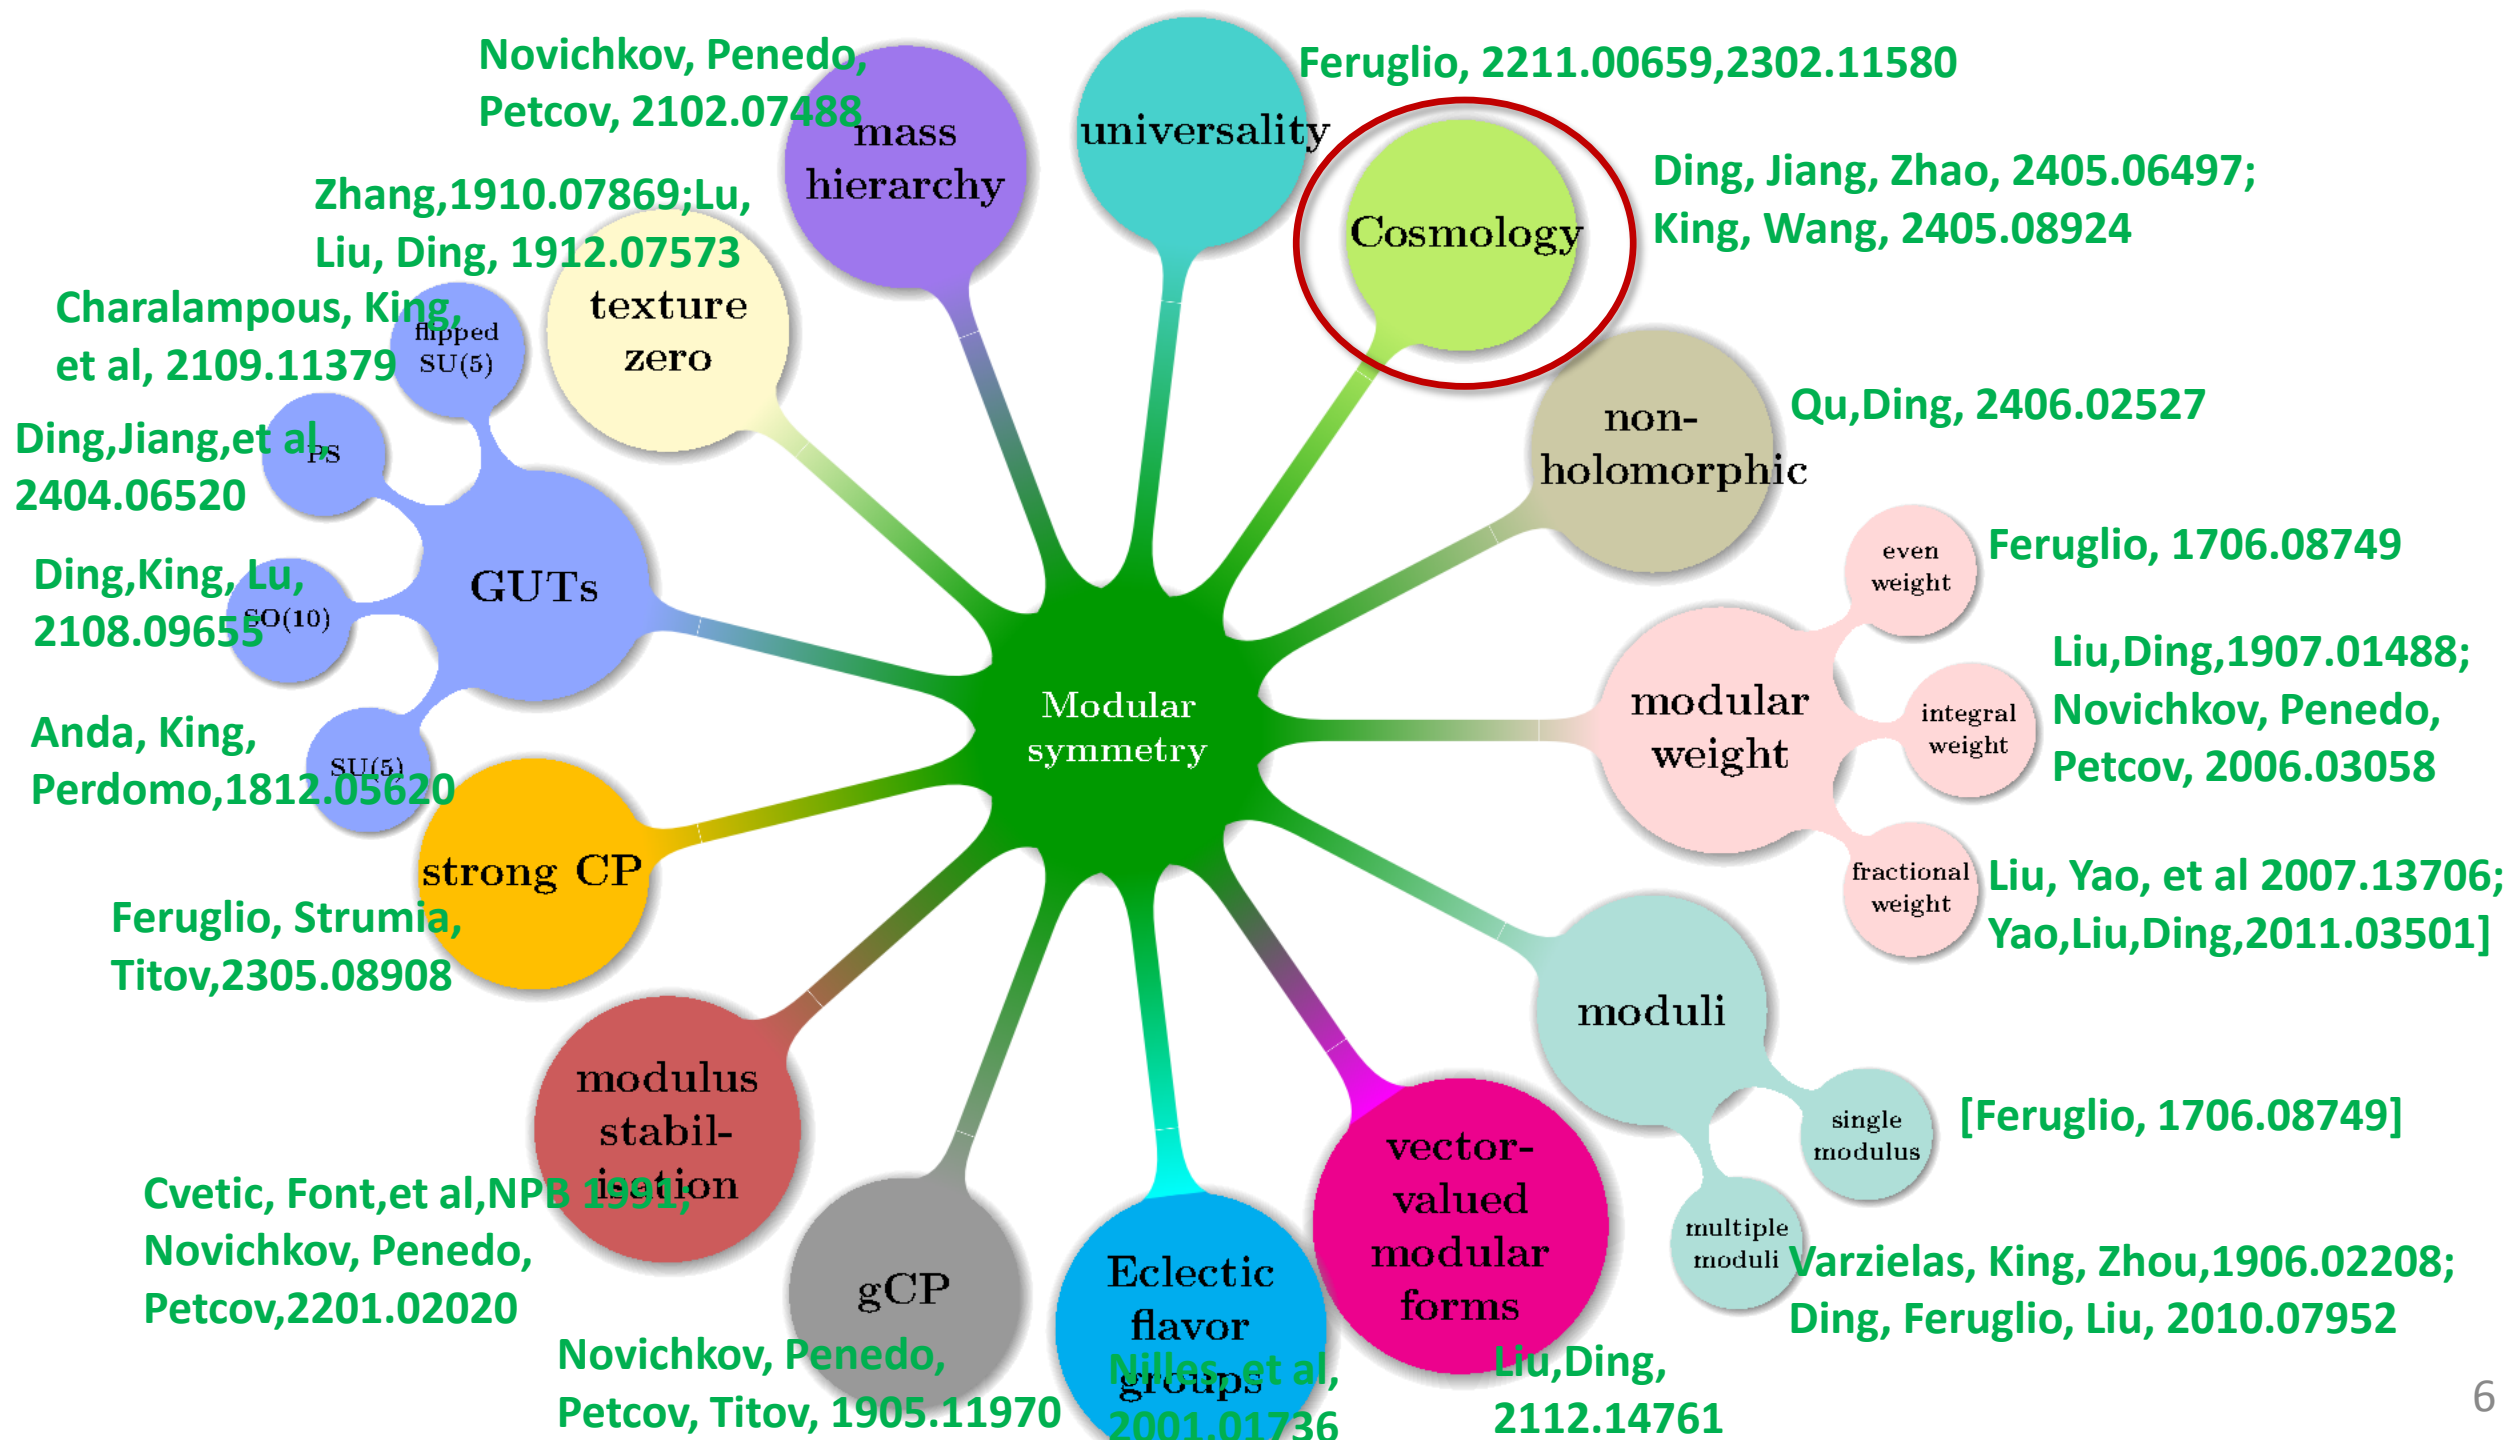 Novichkov, Penedo,
Petcov, 2102.07488
mass
hierarchy
universality
Feruglio, 2211.00659,2302.11580
Cosmology
Ding, Jiang, Zhao, 2405.06497;
King, Wang, 2405.08924
Zhang,1910.07869;Lu,
Liu, Ding, 1912.07573
texture
zero
non-
holomorphic
Qu,Ding, 2406.02527
Charalampous, King,
et al, 2109.11379
flipped
SU(5)
Ding,Jiang,et al,
2404.06520
PS
GUTs
Ding,King, Lu,
2108.09655
SO(10)
Anda, King,
Perdomo,1812.05620
SU(5)
Modular
symmetry
modular
weight
even
weight
Feruglio, 1706.08749
integral
weight
Liu,Ding,1907.01488;
Novichkov, Penedo,
Petcov, 2006.03058
fractional
weight
Liu, Yao, et al 2007.13706;
Yao,Liu,Ding,2011.03501]
strong CP
Feruglio, Strumia,
Titov,2305.08908
moduli
single
modulus
[Feruglio, 1706.08749]
multiple
moduli
Varzielas, King, Zhou,1906.02208;
Ding, Feruglio, Liu, 2010.07952
modulus
stabil-
isation
Cvetic, Font,et al,NPB 1991;
Novichkov, Penedo,
Petcov,2201.02020
gCP
Novichkov, Penedo,
Petcov, Titov, 1905.11970
Eclectic
flavor
groups
Nilles, et al,
2001.01736
vector-
valued
modular
forms
Liu,Ding,
2112.14761
6